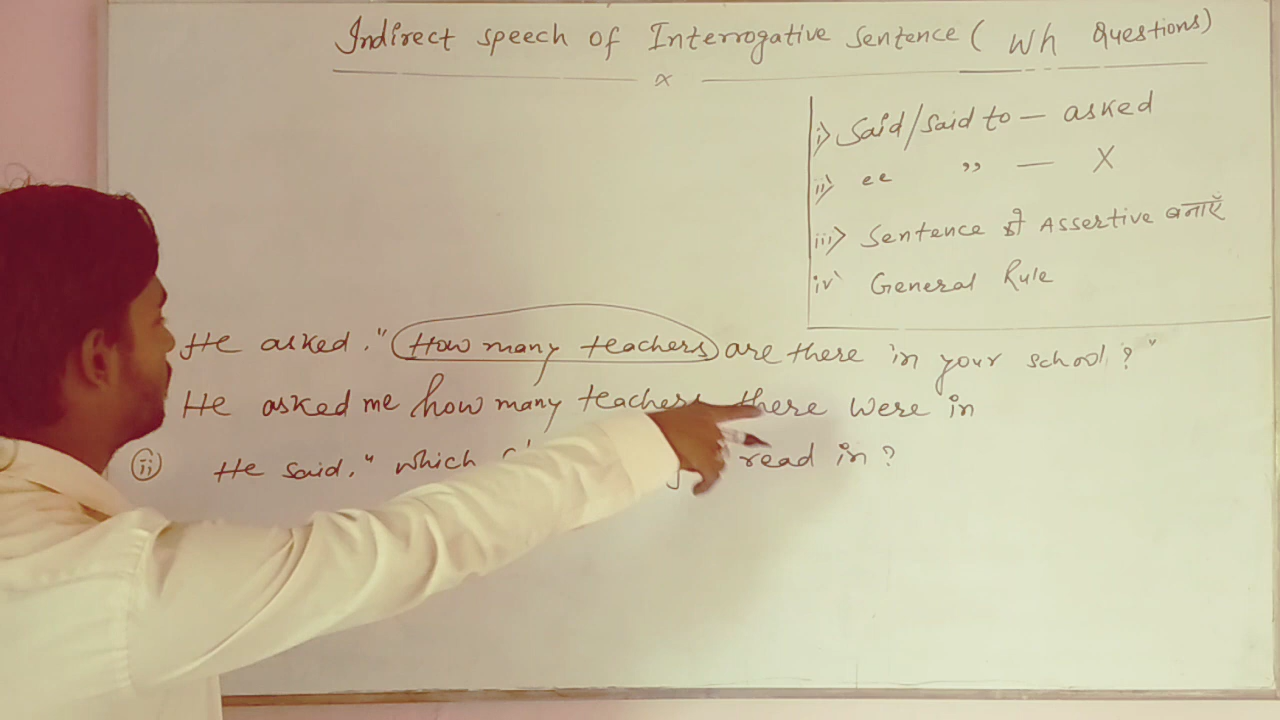 Indirect speech of Interrogative Sentence ( Wh Questions)
x
i) Said/said to — asked
ii) " " — X
iii) Sentence को Assertive बनाएँ
iv General Rule
He asked, "How many teachers are there in your school?"
He asked me how many teachers there were in
(ii) He said, " which read in?